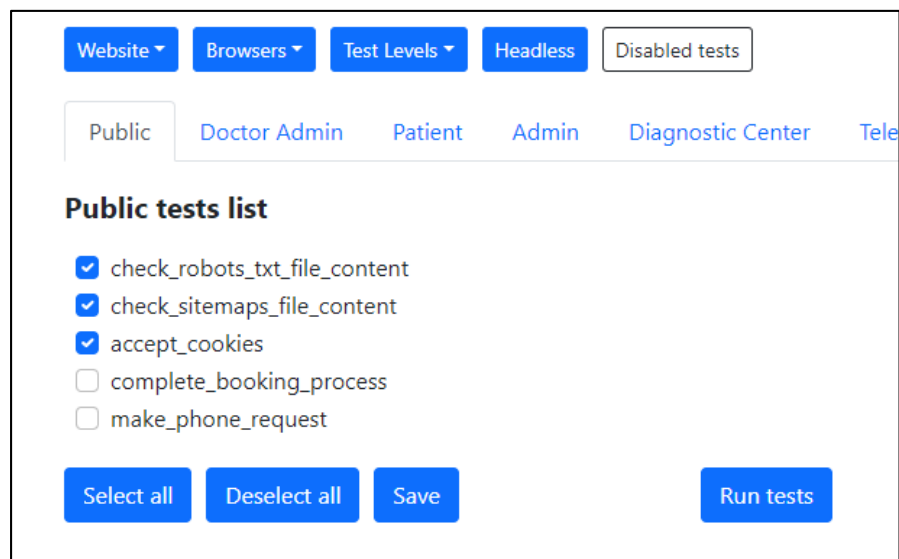 Website Browsers Test Levels Headless Disabled tests
Public Doctor Admin Patient Admin Diagnostic Center Tele
Public tests list
check_robots_txt_file_content
check_sitemaps_file_content
accept_cookies
complete_booking_process
make_phone_request
Select all Deselect all Save Run tests